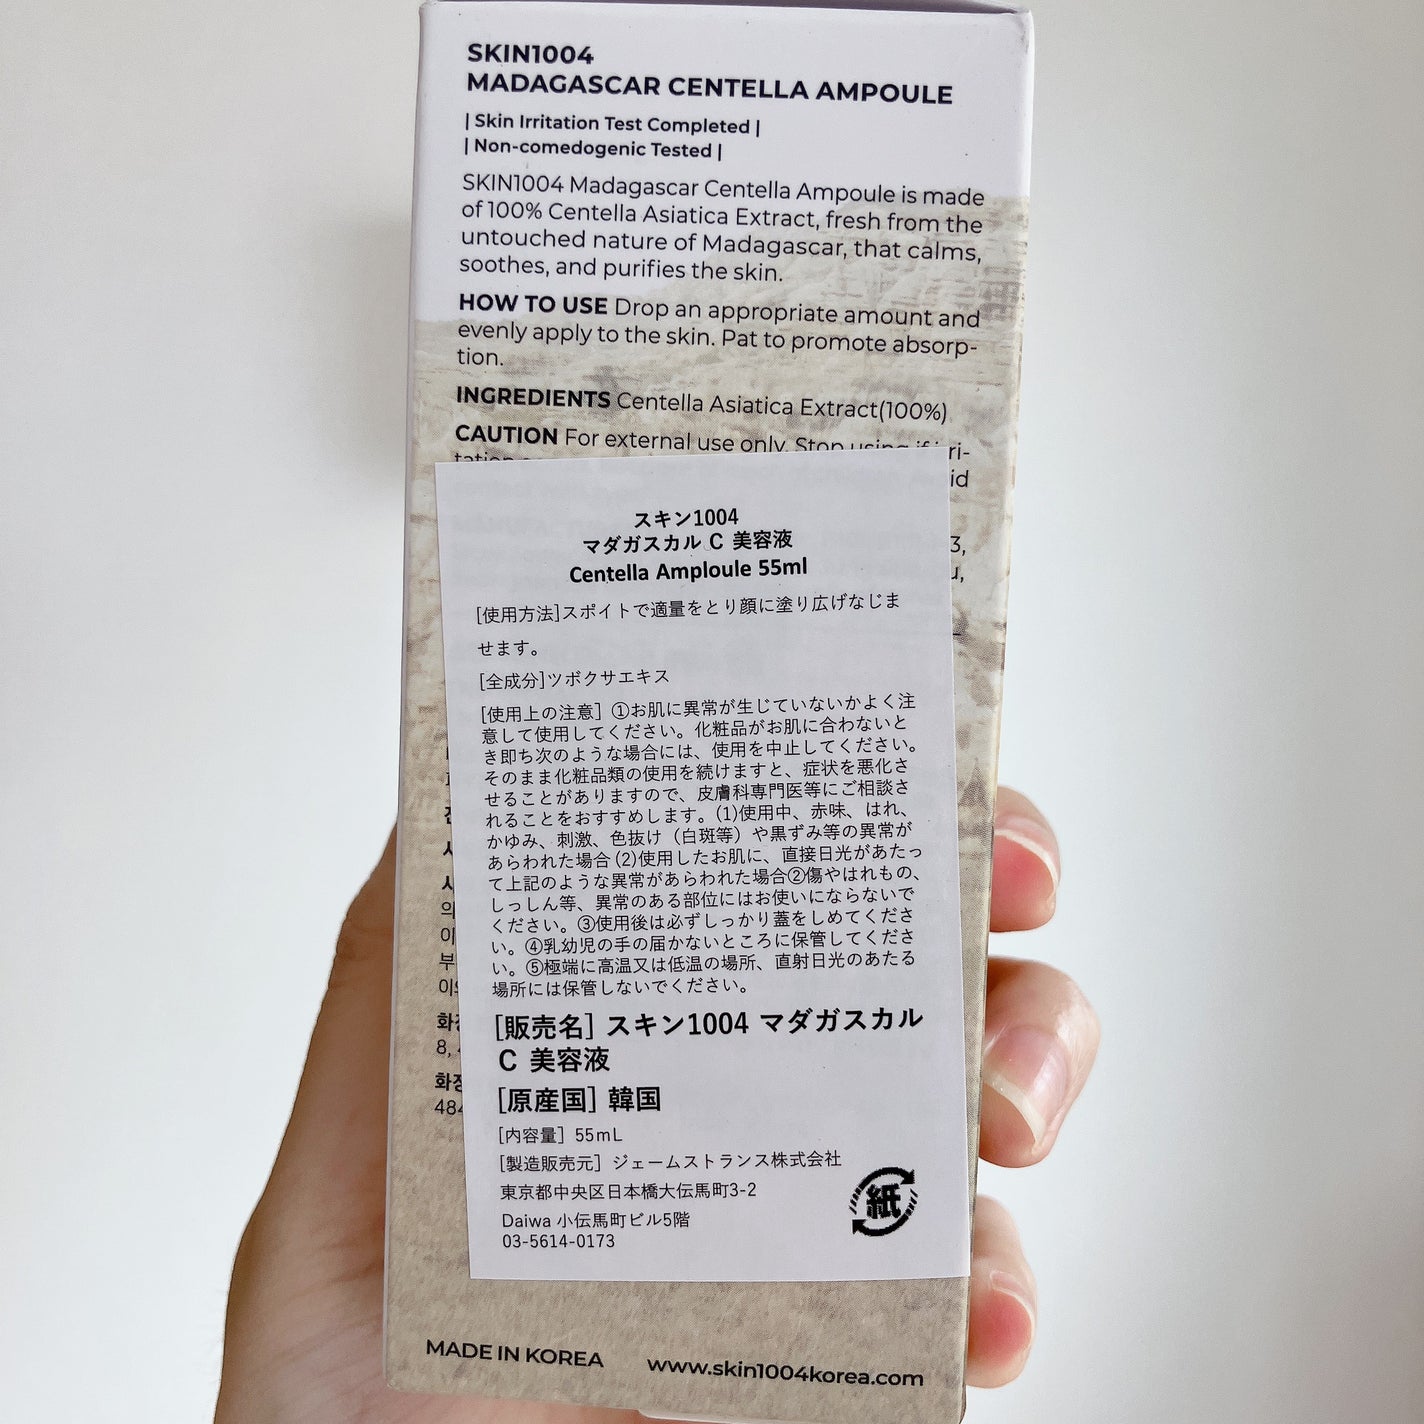 SKIN1004
MADAGASCAR CENTELLA AMPOULE
| Skin Irritation Test Completed |
| Non-comedogenic Tested |
SKIN1004 Madagascar Centella Ampoule is made
of 100% Centella Asiatica Extract, fresh from the
untouched nature of Madagascar, that calms,
soothes, and purifies the skin.
HOW TO USE Drop an appropriate amount and
evenly apply to the skin. Pat to promote absorp-
tion.
INGREDIENTS Centella Asiatica Extract(100%)
CAUTION For external use only. Stop using if irri-
スキン1004
マダガスカル C 美容液
Centella Amploule 55ml
[使用方法]スポイトで適量をとり顔に塗り広げなじま
せます。
[全成分]ツボクサエキス
[使用上の注意] ①お肌に異常が生じていないかよく注
意して使用してください。化粧品がお肌に合わないと
き即ち次のような場合には、使用を中止してください。
そのまま化粧品類の使用を続けますと、症状を悪化さ
せることがありますので、皮膚科専門医等にご相談さ
れることをおすすめします。(1)使用中、赤味、はれ、
かゆみ、刺激、色抜け（白斑等）や黒ずみ等の異常が
あらわれた場合(2)使用したお肌に、直接日光があたっ
て上記のような異常があらわれた場合②傷やはれもの、
しっしん等、異常のある部位にはお使いにならないで
ください。③使用後は必ずしっかり蓋をしめてくださ
い。④乳幼児の手の届かないところに保管してくださ
い。⑤極端に高温又は低温の場所、直射日光のあたる
場所には保管しないでください。
[販売名] スキン1004 マダガスカル
C 美容液
[原産国] 韓国
[内容量] 55mL
[製造販売元] ジェームストランス株式会社
東京都中央区日本橋大伝馬町3-2
Daiwa 小伝馬町ビル5階
03-5614-0173
紙
MADE IN KOREA
www.skin1004korea.com